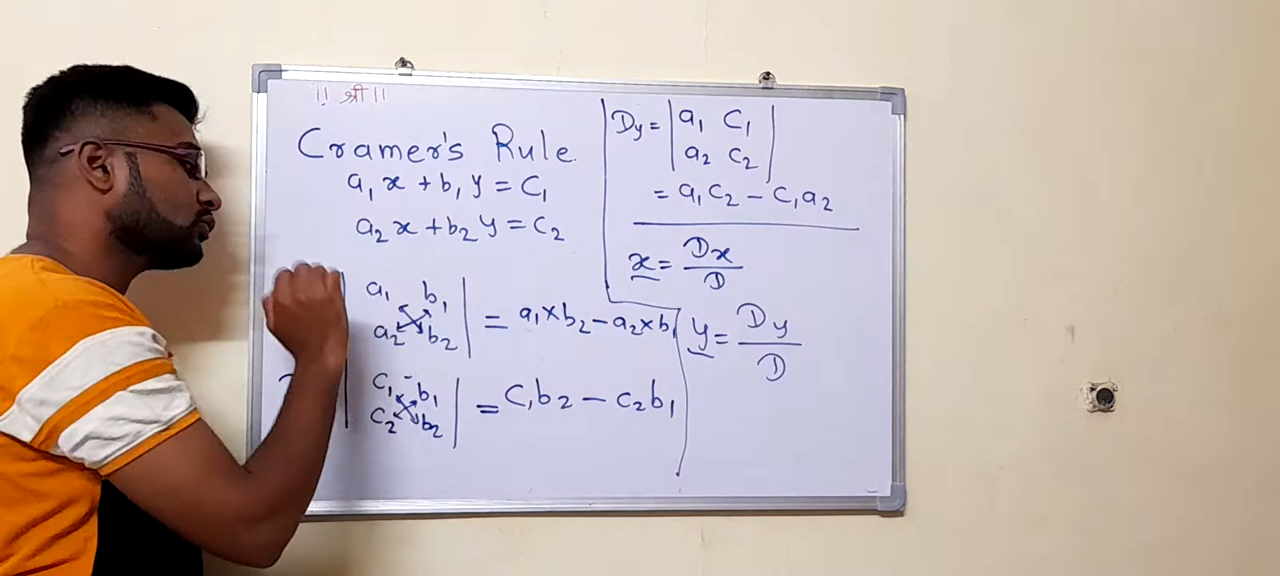 !! श्री !!
Cramer's Rule.
a₁x + b₁y = C₁
a₂x + b₂y = C₂
| a₁ b₁ |
| a₂ b₂ | = a₁×b₂ − a₂×b₁
| C₁ b₁ |
| C₂ b₂ | = C₁b₂ − C₂b₁
Dy = | a₁ C₁ |
| a₂ C₂ |
= a₁C₂ − C₁a₂
x = Dx / D
y = Dy / D